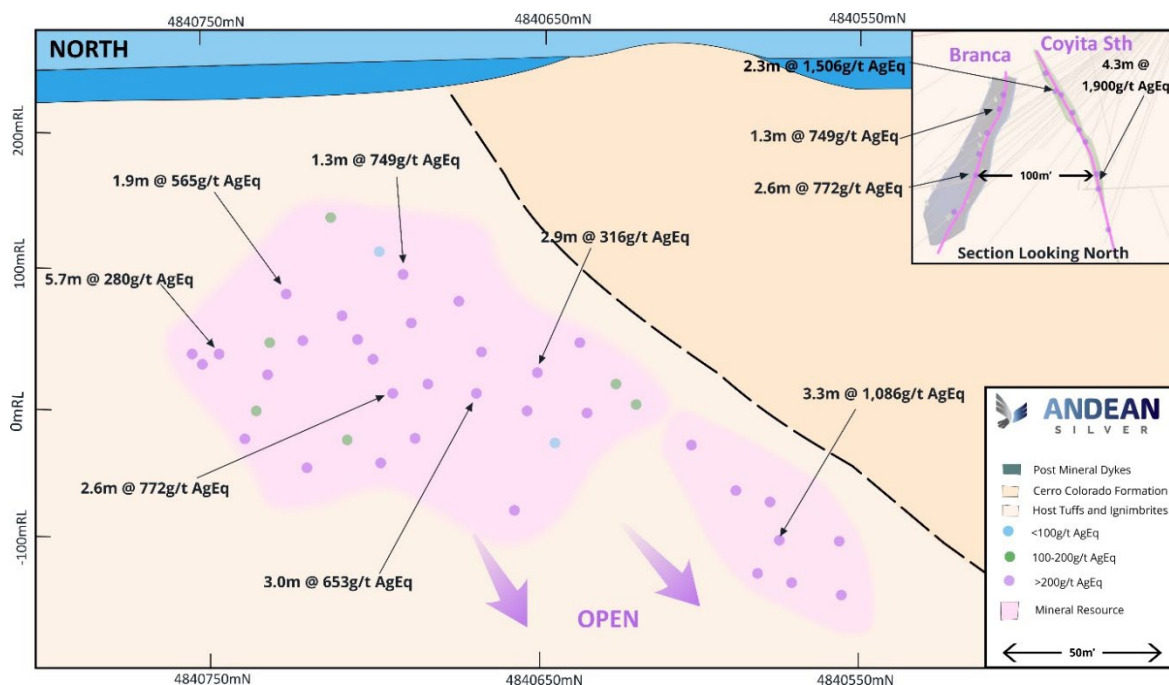 4840750mN
4840650mN
4840550mN
NORTH
Branca
Coyita Sth
2.3m @ 1,506g/t AgEq
4.3m @
1,900g/t AgEq
1.3m @ 749g/t AgEq
2.6m @ 772g/t AgEq
100m'
Section Looking North
200mRL
100mRL
0mRL
-100mRL
1.3m @ 749g/t AgEq
1.9m @ 565g/t AgEq
2.9m @ 316g/t AgEq
5.7m @ 280g/t AgEq
3.3m @ 1,086g/t AgEq
2.6m @ 772g/t AgEq
3.0m @ 653g/t AgEq
OPEN
ANDEAN
SILVER
Post Mineral Dykes
Cerro Colorado Formation
Host Tuffs and Ignimbrites
<100g/t AgEq
100-200g/t AgEq
>200g/t AgEq
Mineral Resource
50m'
4840750mN
4840650mN
4840550mN